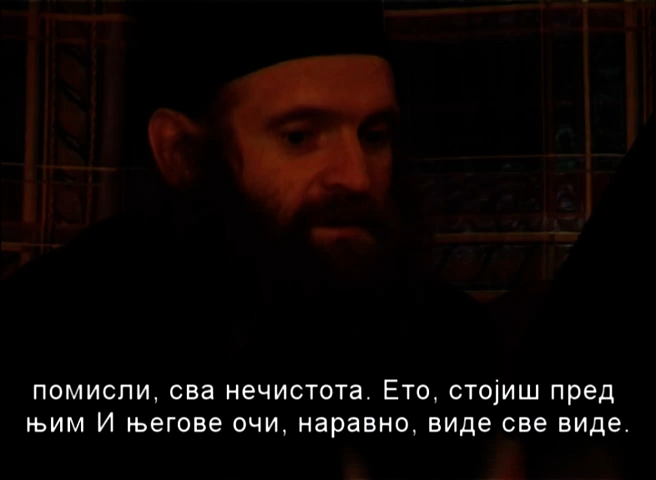 помисли, сва нечистота. Ето, стојиш пред
њим И његове очи, наравно, виде све виде.